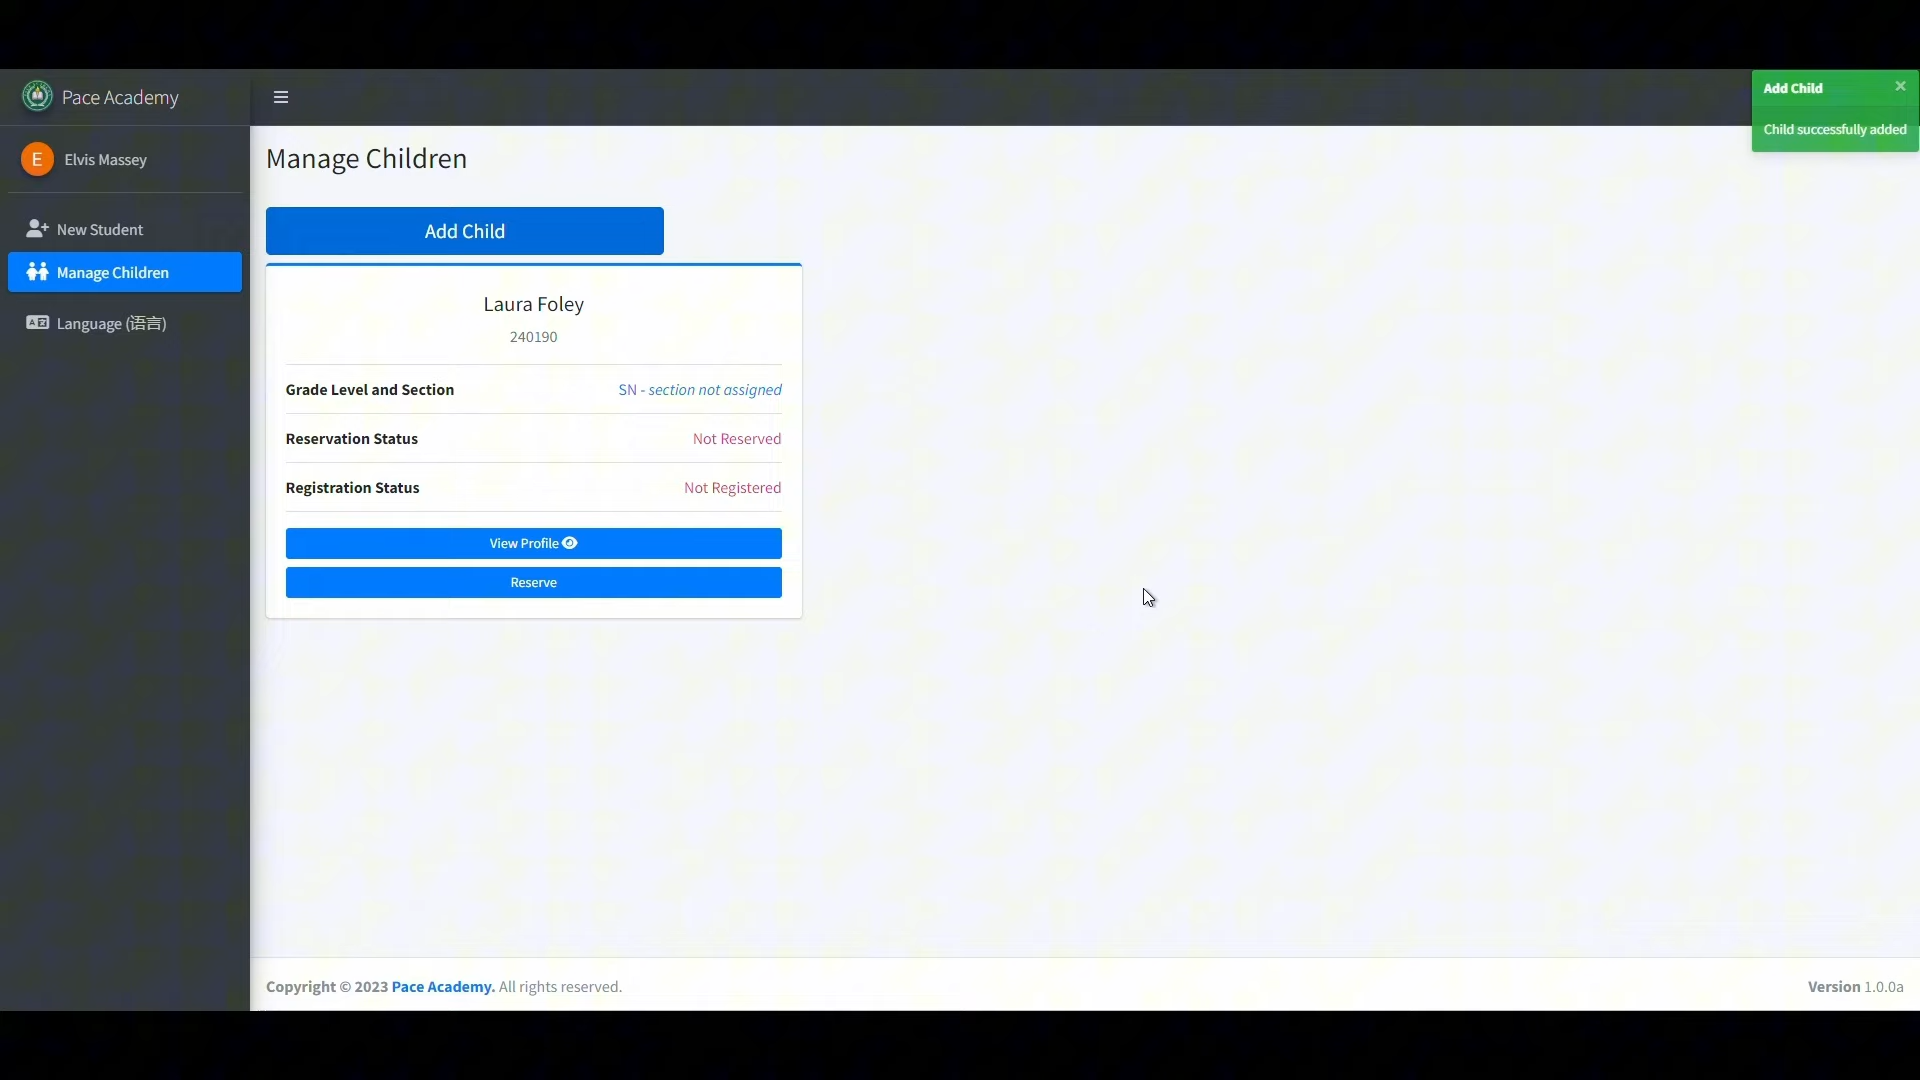 Pace Academy
Add Child
×
Child successfully added
E Elvis Massey
Manage Children
New Student
Manage Children
Language (语言)
Add Child
Laura Foley
240190
Grade Level and Section SN - section not assigned
Reservation Status Not Reserved
Registration Status Not Registered
View Profile
Reserve
Copyright © 2023 Pace Academy. All rights reserved.
Version 1.0.0a